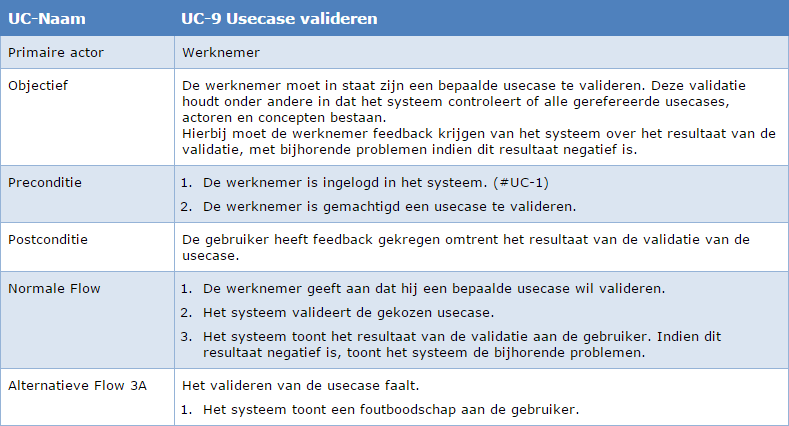 UC-Naam UC-9 Usecase valideren
Primaire actor Werknemer
Objectief De werknemer moet in staat zijn een bepaalde usecase te valideren. Deze validatie
houdt onder andere in dat het systeem controleert of alle gerefereerde usecases,
actoren en concepten bestaan.
Hierbij moet de werknemer feedback krijgen van het systeem over het resultaat van de
validatie, met bijhorende problemen indien dit resultaat negatief is.
Preconditie 1. De werknemer is ingelogd in het systeem. (#UC-1)
2. De werknemer is gemachtigd een usecase te valideren.
Postconditie De gebruiker heeft feedback gekregen omtrent het resultaat van de validatie van de
usecase.
Normale Flow 1. De werknemer geeft aan dat hij een bepaalde usecase wil valideren.
2. Het systeem valideert de gekozen usecase.
3. Het systeem toont het resultaat van de validatie aan de gebruiker. Indien dit
resultaat negatief is, toont het systeem de bijhorende problemen.
Alternatieve Flow 3A Het valideren van de usecase faalt.
1. Het systeem toont een foutboodschap aan de gebruiker.